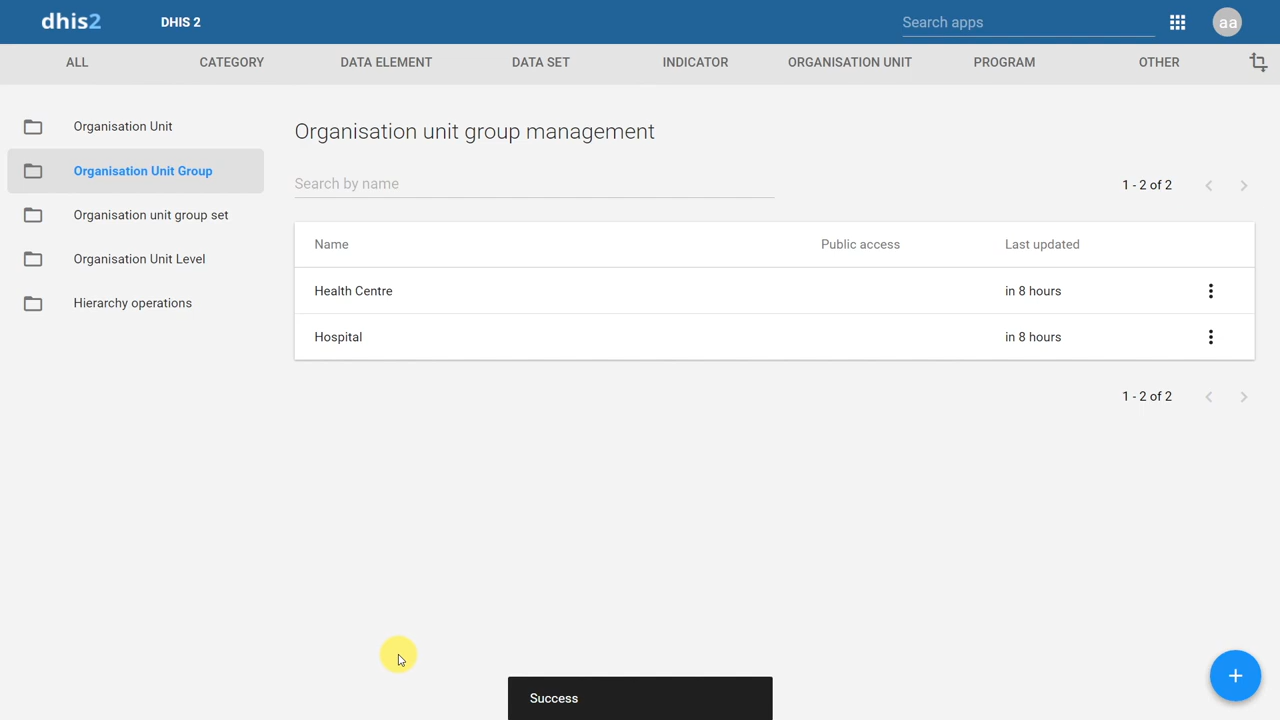 dhis2
DHIS 2
Search apps
aa
ALL
CATEGORY
DATA ELEMENT
DATA SET
INDICATOR
ORGANISATION UNIT
PROGRAM
OTHER
Organisation Unit
Organisation Unit Group
Organisation unit group set
Organisation Unit Level
Hierarchy operations
Organisation unit group management
Search by name
1 - 2 of 2
Name
Public access
Last updated
Health Centre
in 8 hours
Hospital
in 8 hours
1 - 2 of 2
Success